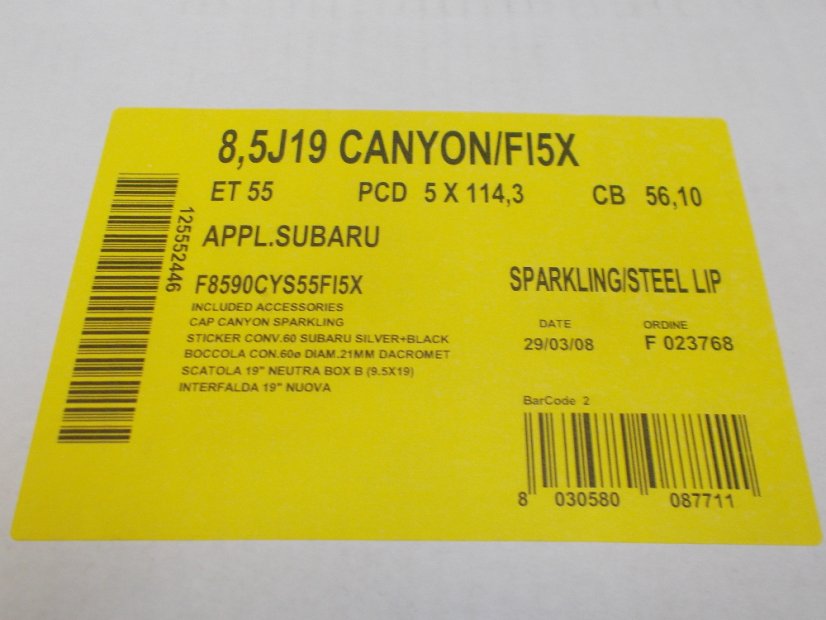 8,5J19 CANYON/FI5X
ET 55 PCD 5 X 114,3 CB 56,10
125552446
APPL.SUBARU
F8590CYS55FI5X
SPARKLING/STEEL LIP
INCLUDED ACCESSORIES
CAP CANYON SPARKLING
STICKER CONV.60 SUBARU SILVER+BLACK
BOCCOLA CON.60ø DIAM.21MM DACROMET
SCATOLA 19" NEUTRA BOX B (9.5X19)
INTERFALDA 19" NUOVA
DATE ORDINE
29/03/08 F 023768
BarCode 2
8 030580 087711